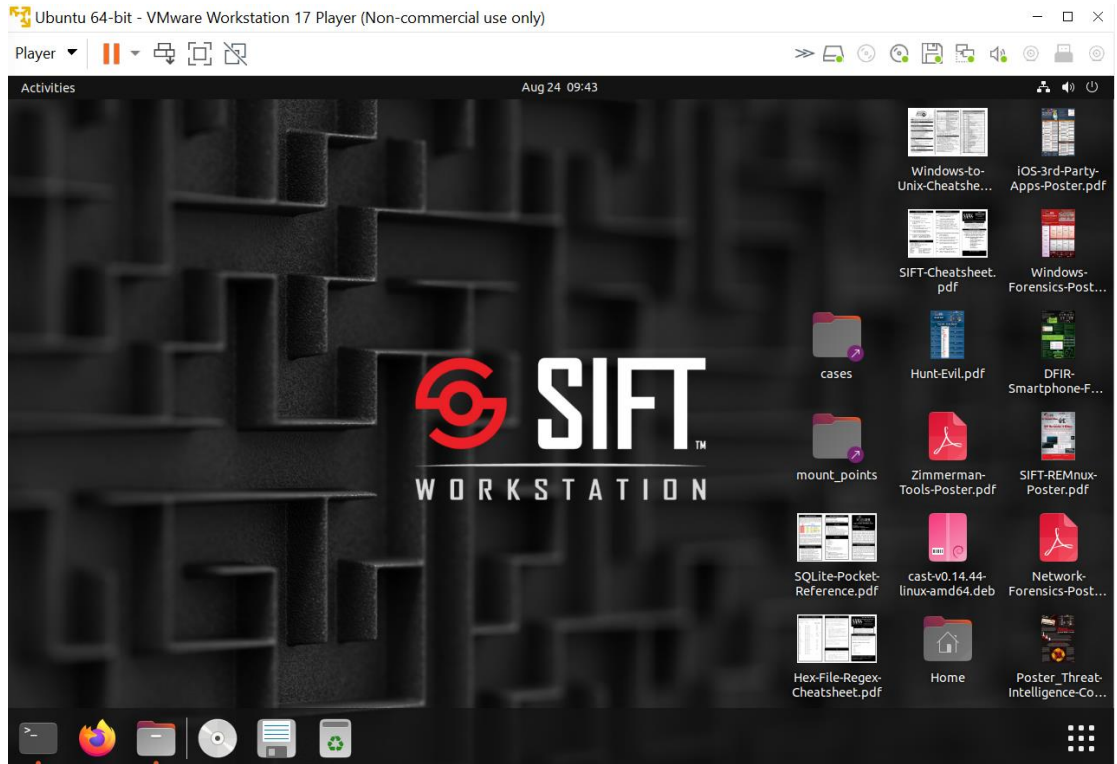 Ubuntu 64-bit - VMware Workstation 17 Player (Non-commercial use only)
Player
Activities
Aug 24 09:43
Windows-to-
Unix-Cheatshe...
iOS-3rd-Party-
Apps-Poster.pdf
SIFT-Cheatsheet.
pdf
Windows-
Forensics-Post...
cases
Hunt-Evil.pdf
DFIR-
Smartphone-F...
SIFT
TM
WORKSTATION
mount_points
Zimmerman-
Tools-Poster.pdf
SIFT-REMnux-
Poster.pdf
SQLite-Pocket-
Reference.pdf
cast-v0.14.44-
linux-amd64.deb
Network-
Forensics-Post...
Hex-File-Regex-
Cheatsheet.pdf
Home
Poster_Threat-
Intelligence-Co...